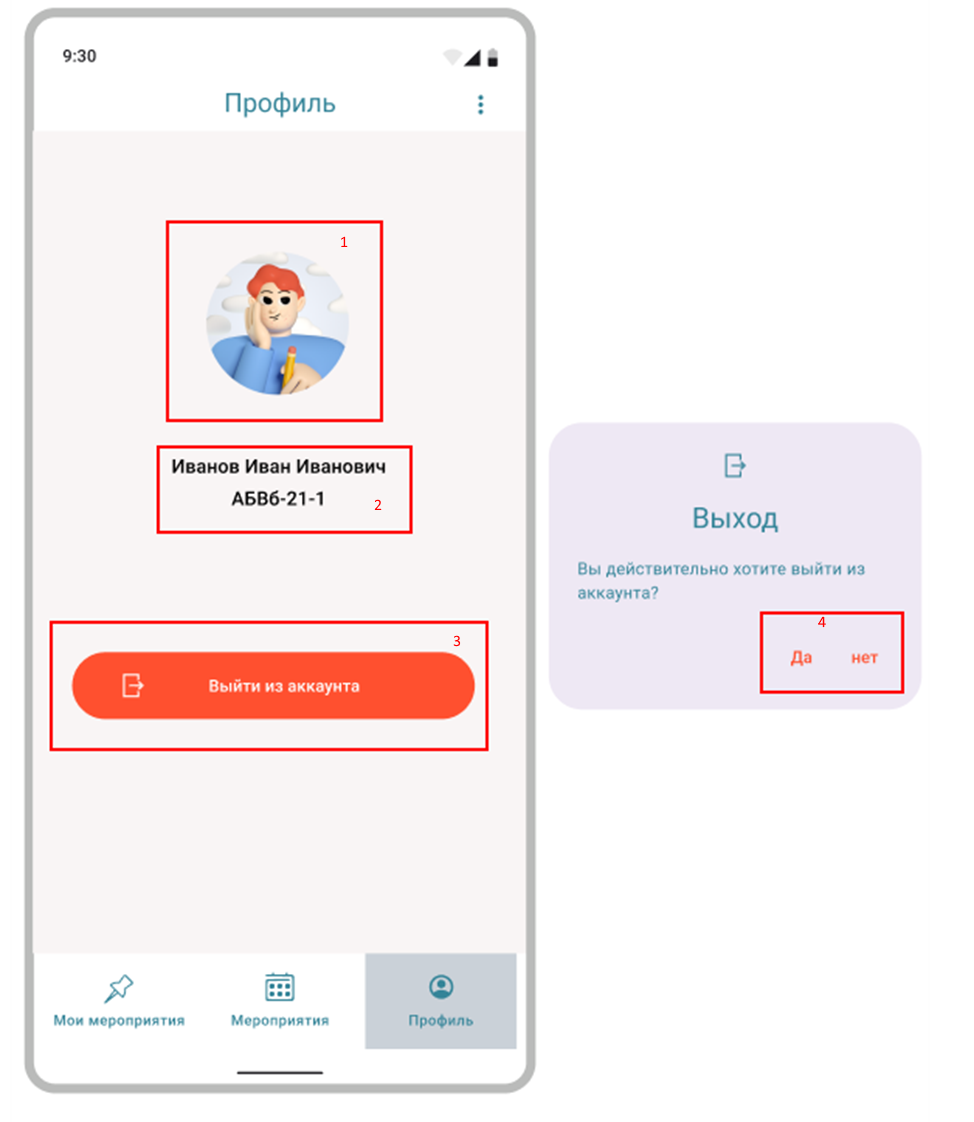 9:30
Профиль
1
Иванов Иван Иванович
АБВб-21-1
2
3
Выйти из аккаунта
Мои мероприятия
Мероприятия
Профиль
Выход
Вы действительно хотите выйти из
аккаунта?
4
Да нет